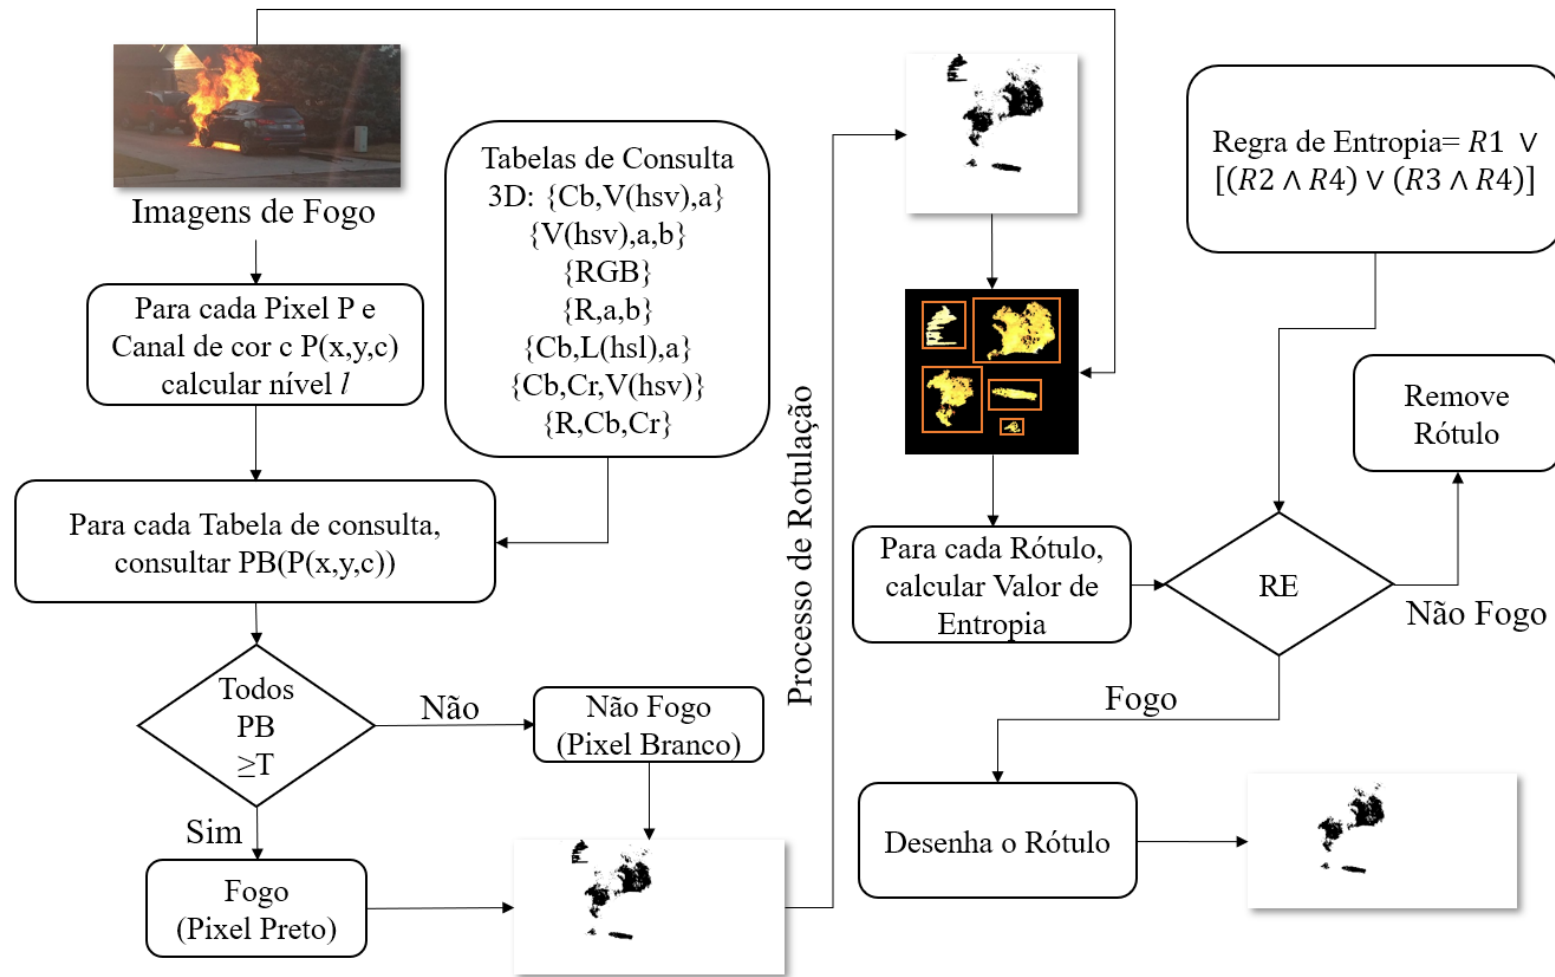 Imagens de Fogo
Para cada Pixel P e
Canal de cor c P(x,y,c)
calcular nível l
Tabelas de Consulta
3D: {Cb,V(hsv),a}
{V(hsv),a,b}
{RGB}
{R,a,b}
{Cb,L(hsl),a}
{Cb,Cr,V(hsv)}
{R,Cb,Cr}
Para cada Tabela de consulta,
consultar PB(P(x,y,c))
Todos
PB
≥T
Não
Não Fogo
(Pixel Branco)
Sim
Fogo
(Pixel Preto)
Processo de Rotulação
Para cada Rótulo,
calcular Valor de
Entropia
Regra de Entropia= R1 ∨
[(R2 ∧ R4) ∨ (R3 ∧ R4)]
RE
Não Fogo
Remove
Rótulo
Fogo
Desenha o Rótulo